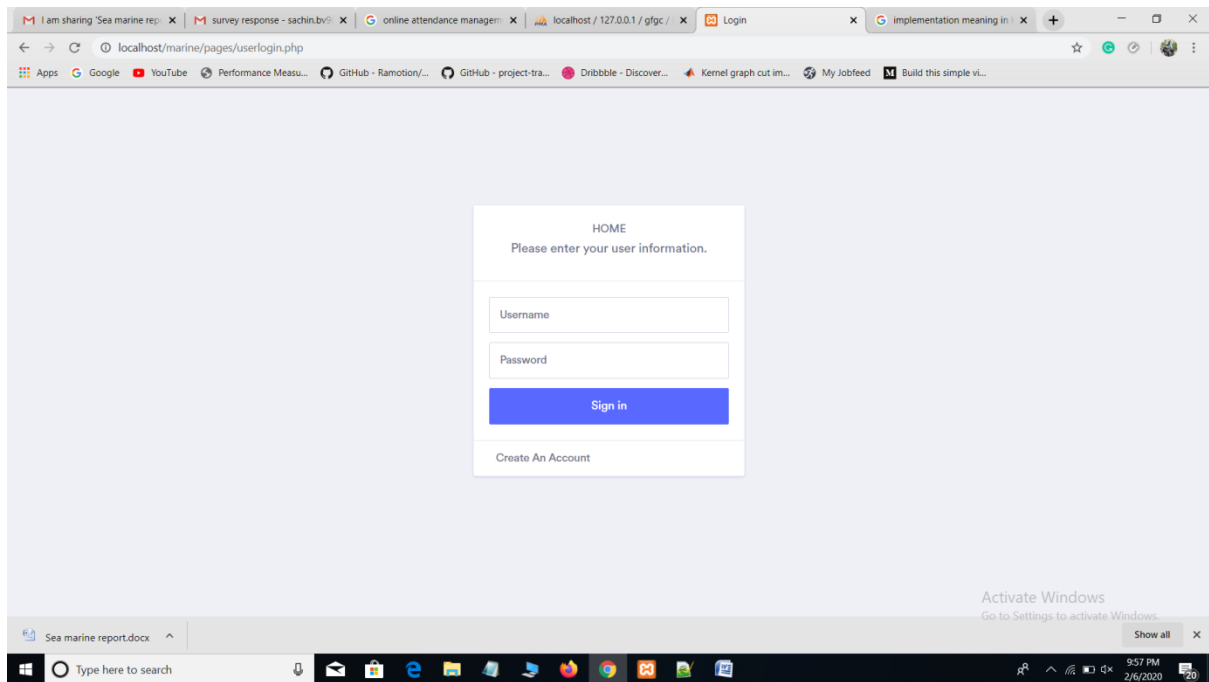 I am sharing 'Sea marine rep
survey response - sachin.bv9
online attendance managem
localhost / 127.0.0.1 / gfgc /
Login
implementation meaning in
localhost/marine/pages/userlogin.php
Apps
Google
YouTube
Performance Measu...
GitHub - Ramotion/...
GitHub - project-tra...
Dribbble - Discover...
Kernel graph cut im...
My Jobfeed
Build this simple vi...
HOME
Please enter your user information.
Username
Password
Sign in
Create An Account
Activate Windows
Go to Settings to activate Windows.
Sea marine report.docx
Show all
Type here to search
9:57 PM
2/6/2020
20